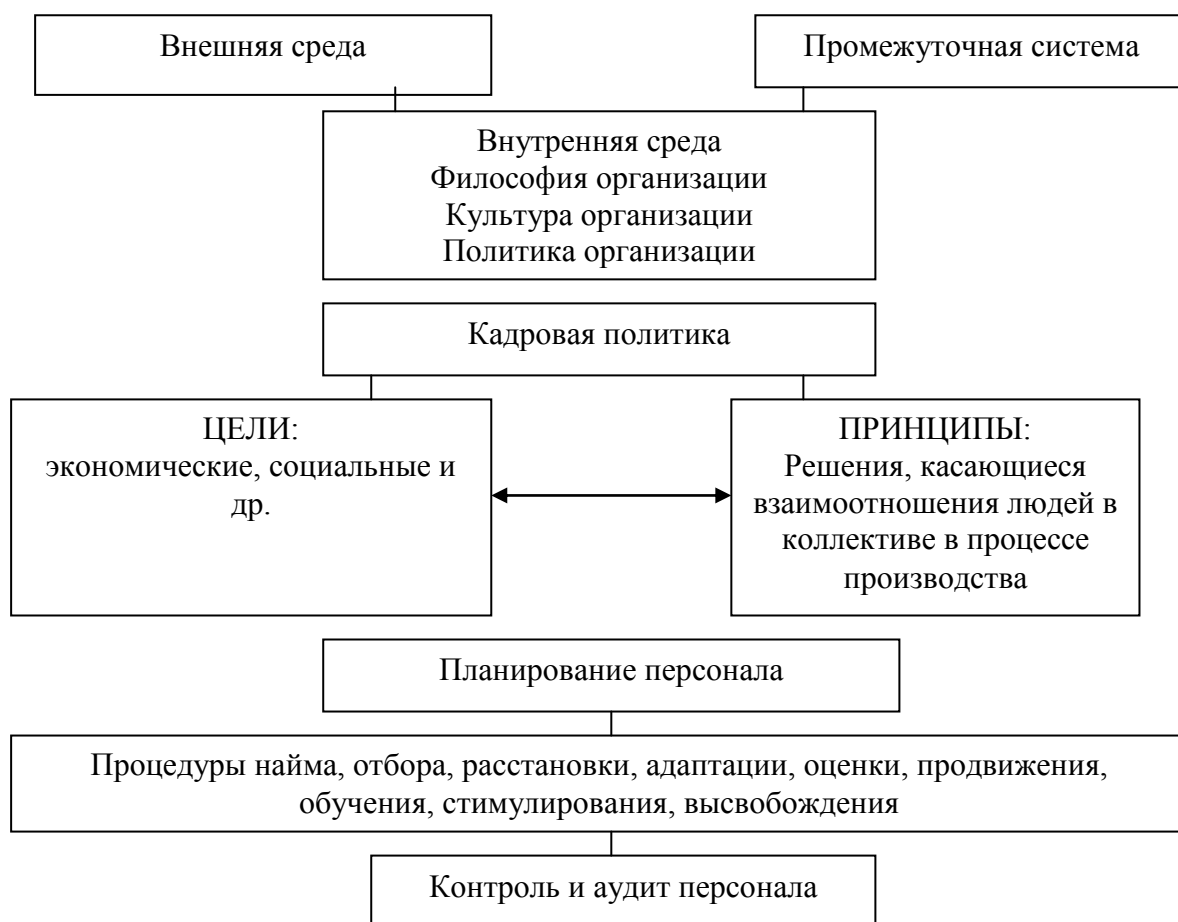 Внешняя среда
Промежуточная система
Внутренняя среда
Философия организации
Культура организации
Политика организации
Кадровая политика
ЦЕЛИ:
экономические, социальные и
др.
ПРИНЦИПЫ:
Решения, касающиеся
взаимоотношения людей в
коллективе в процессе
производства
Планирование персонала
Процедуры найма, отбора, расстановки, адаптации, оценки, продвижения,
обучения, стимулирования, высвобождения
Контроль и аудит персонала